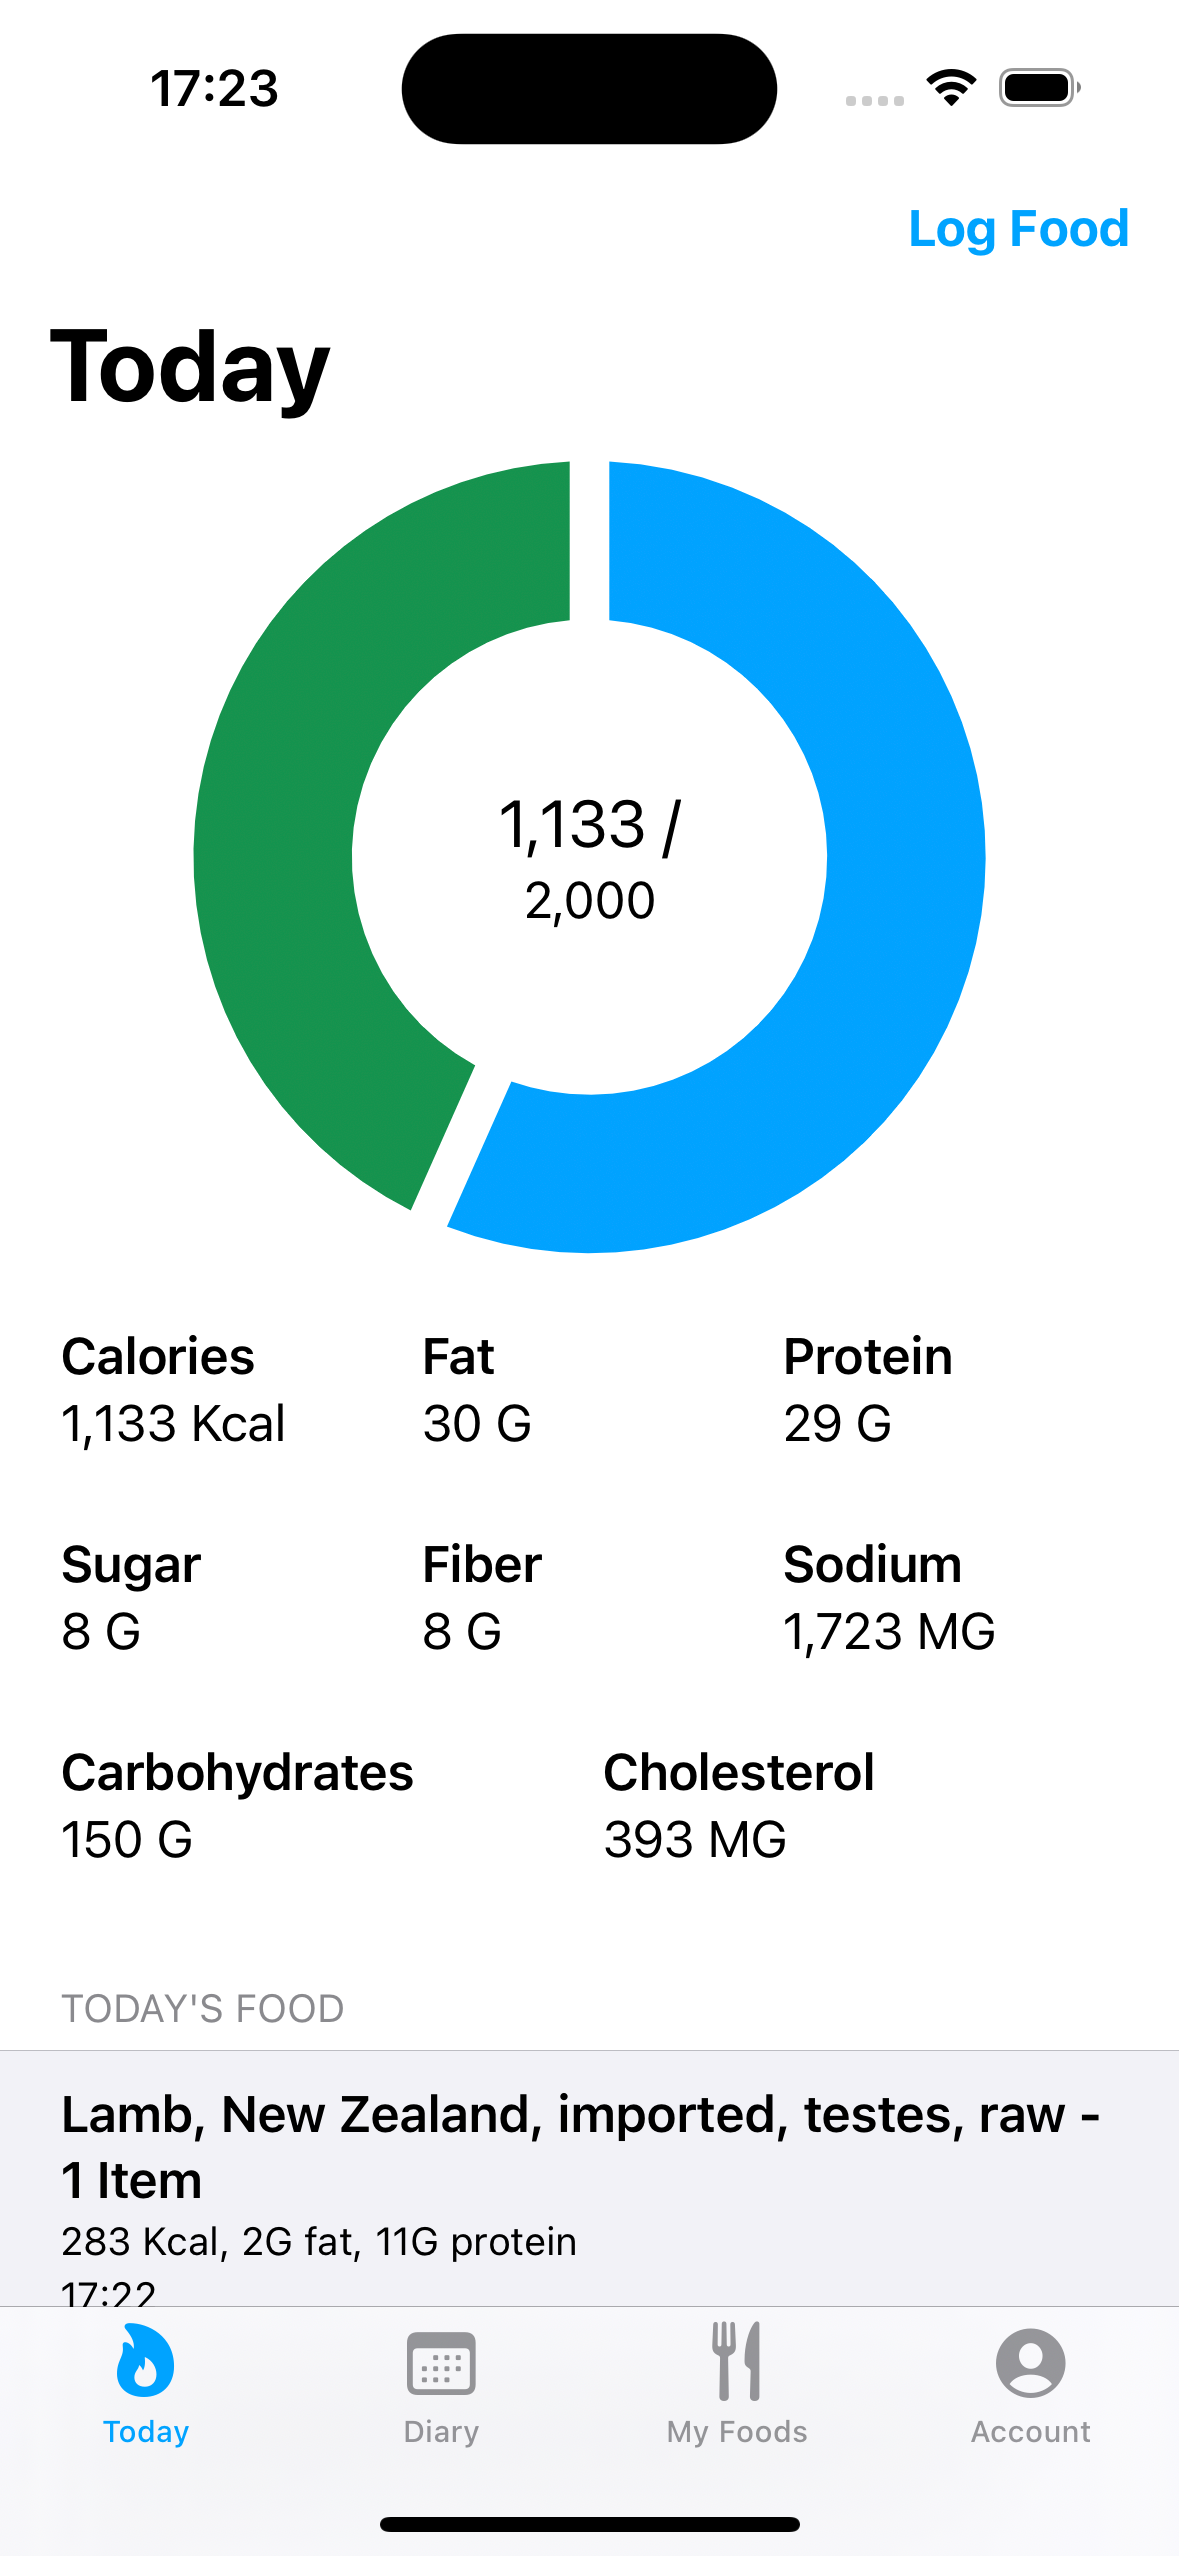 17:23
Log Food
Today
1,133 /
2,000
Calories
1,133 Kcal
Fat
30 G
Protein
29 G
Sugar
8 G
Fiber
8 G
Sodium
1,723 MG
Carbohydrates
150 G
Cholesterol
393 MG
TODAY'S FOOD
Lamb, New Zealand, imported, testes, raw -
1 Item
283 Kcal, 2G fat, 11G protein
17:22
Today
Diary
My Foods
Account